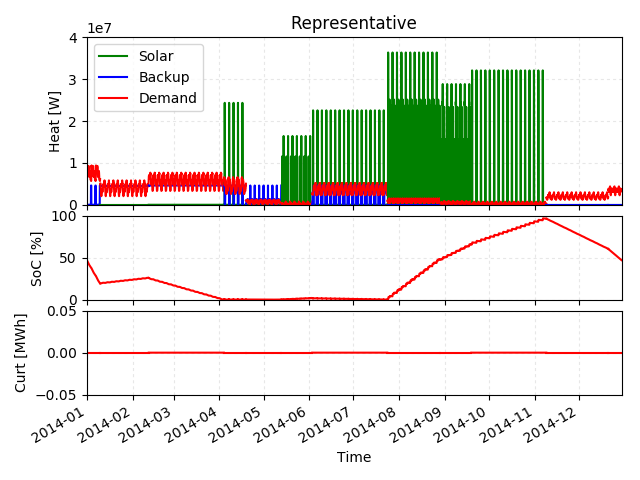 Representative
1e7
4
3
2
1
0
Heat [W]
Solar
Backup
Demand
100
50
0
SoC [%]
0.05
0.00
−0.05
Curt [MWh]
2014-01
2014-02
2014-03
2014-04
2014-05
2014-06
2014-07
2014-08
2014-09
2014-10
2014-11
2014-12
Time